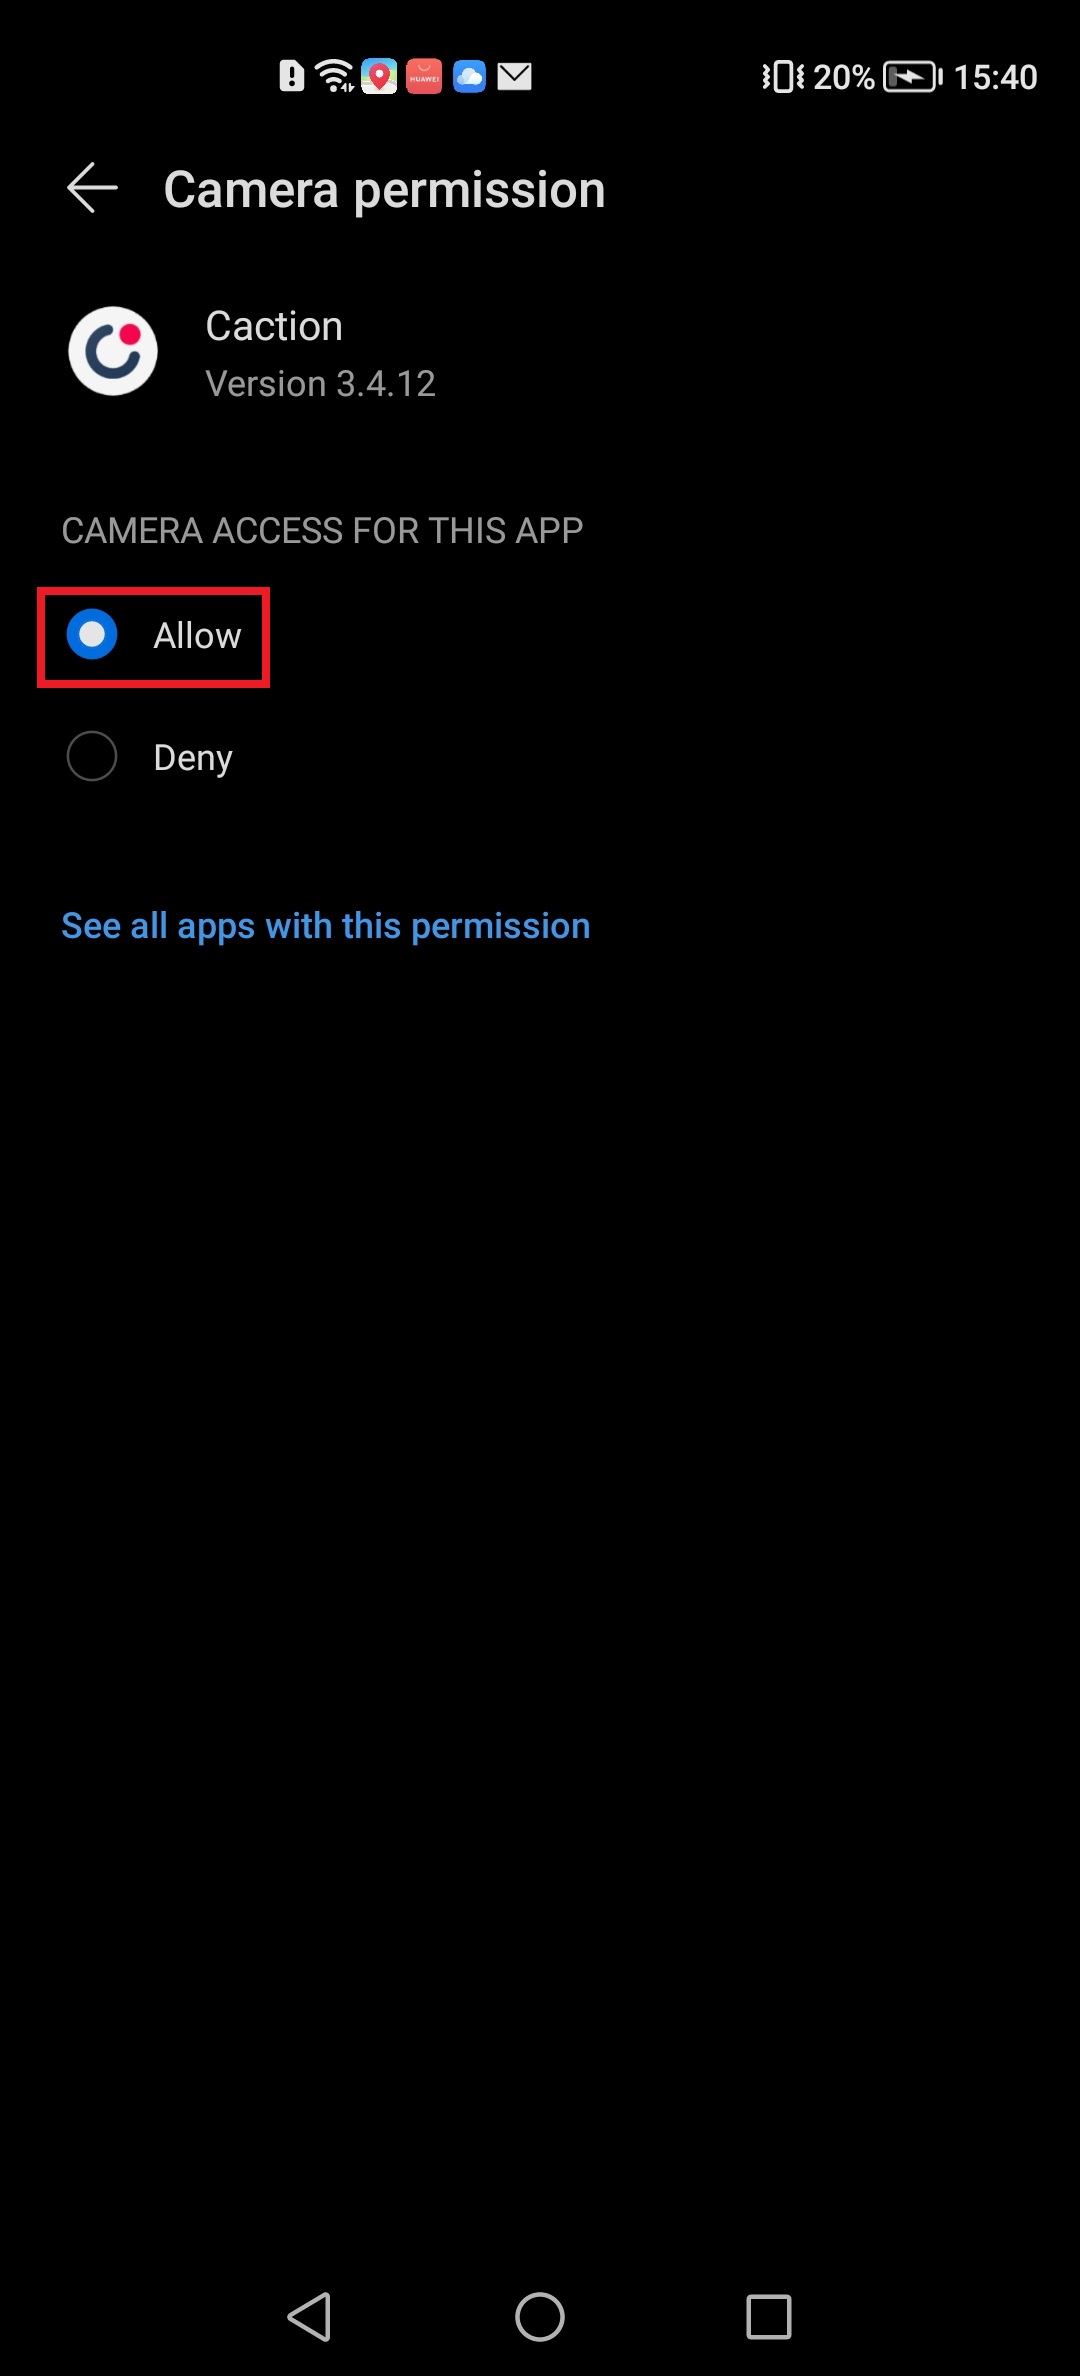 20% 15:40
HUAWEI
Camera permission
Caction
Version 3.4.12
CAMERA ACCESS FOR THIS APP
Allow
Deny
See all apps with this permission